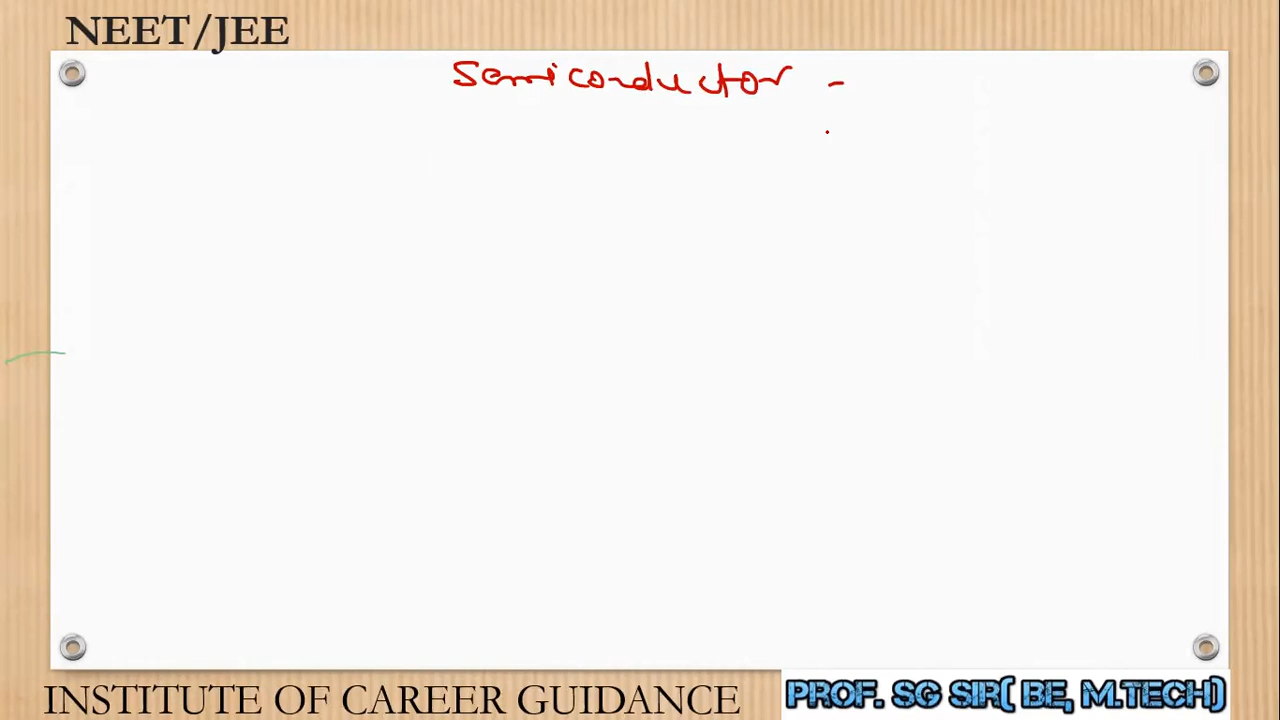 NEET/JEE
Semiconductor -
INSTITUTE OF CAREER GUIDANCE
PROF. SG SIR( BE, M.TECH)